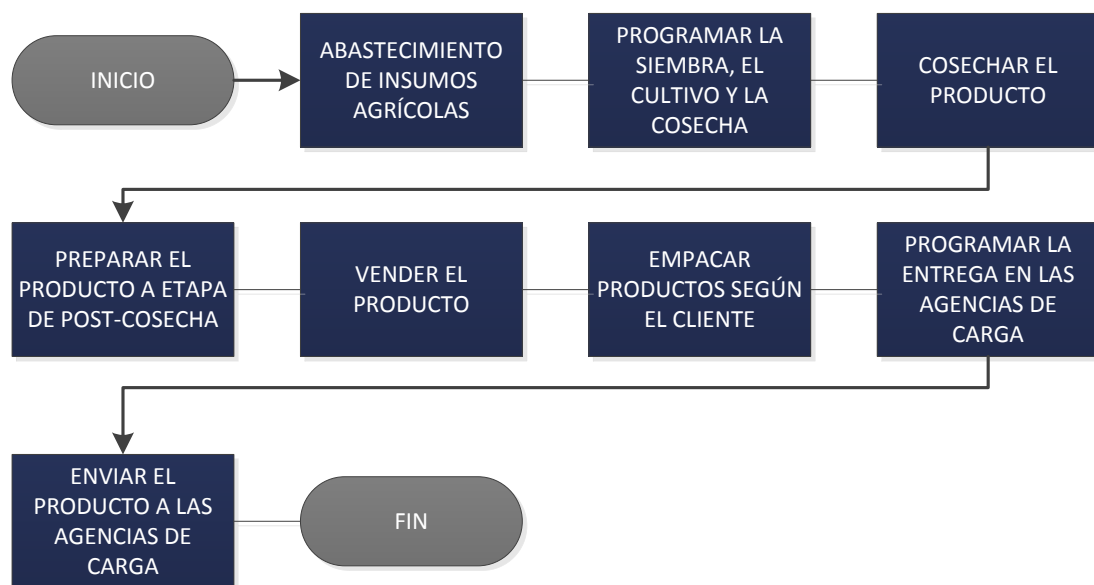 INICIO
ABASTECIMIENTO
DE INSUMOS
AGRÍCOLAS
PROGRAMAR LA
SIEMBRA, EL
CULTIVO Y LA
COSECHA
COSECHAR EL
PRODUCTO
PREPARAR EL
PRODUCTO A ETAPA
DE POST-COSECHA
VENDER EL
PRODUCTO
EMPACAR
PRODUCTOS SEGÚN
EL CLIENTE
PROGRAMAR LA
ENTREGA EN LAS
AGENCIAS DE
CARGA
ENVIAR EL
PRODUCTO A LAS
AGENCIAS DE
CARGA
FIN